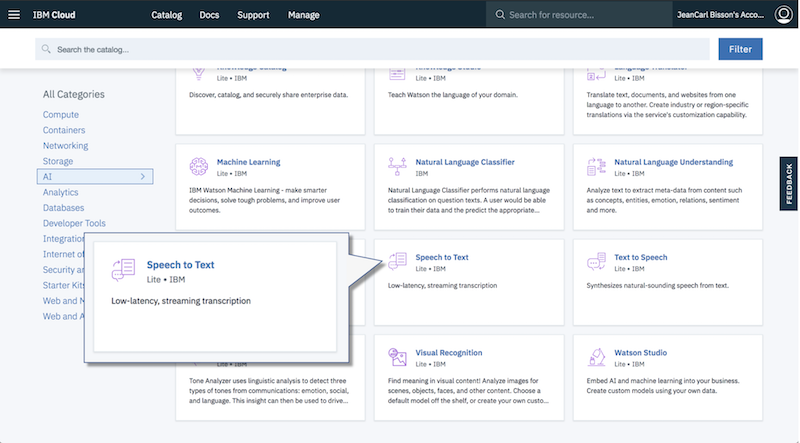 IBM Cloud
Catalog
Docs
Support
Manage
Search for resource...
JeanCarl Bisson's Acco...
Search the catalog...
Filter
All Categories
Compute
Containers
Networking
Storage
AI
Analytics
Databases
Developer Tools
Integration
Internet of
Security an
Starter Kits
Web and M
Web and A
Knowledge Catalog
Lite • IBM
Discover, catalog, and securely share enterprise data.
Knowledge Studio
Lite • IBM
Teach Watson the language of your domain.
Language Translator
Lite • IBM
Translate text, documents, and websites from one
language to another. Create industry or region-specific
translations via the service's customization capability.
Machine Learning
Lite • IBM
IBM Watson Machine Learning - make smarter
decisions, solve tough problems, and improve user
outcomes.
Natural Language Classifier
IBM
Natural Language Classifier performs natural language
classification on question texts. A user would be able
to train their data and the predict the appropriate...
Natural Language Understanding
Lite • IBM
Analyze text to extract meta-data from content such
as concepts, entities, emotion, relations, sentiment
and more.
Speech to Text
Lite • IBM
Low-latency, streaming transcription
Speech to Text
Lite • IBM
Low-latency, streaming transcription
Text to Speech
Lite • IBM
Synthesizes natural-sounding speech from text.
Lite • IBM
Tone Analyzer uses linguistic analysis to detect three
types of tones from communications: emotion, social,
and language. This insight can then be used to drive...
Visual Recognition
Lite • IBM
Find meaning in visual content! Analyze images for
scenes, objects, faces, and other content. Choose a
default model off the shelf, or create your own custo...
Watson Studio
Lite • IBM
Embed AI and machine learning into your business.
Create custom models using your own data.
FEEDBACK